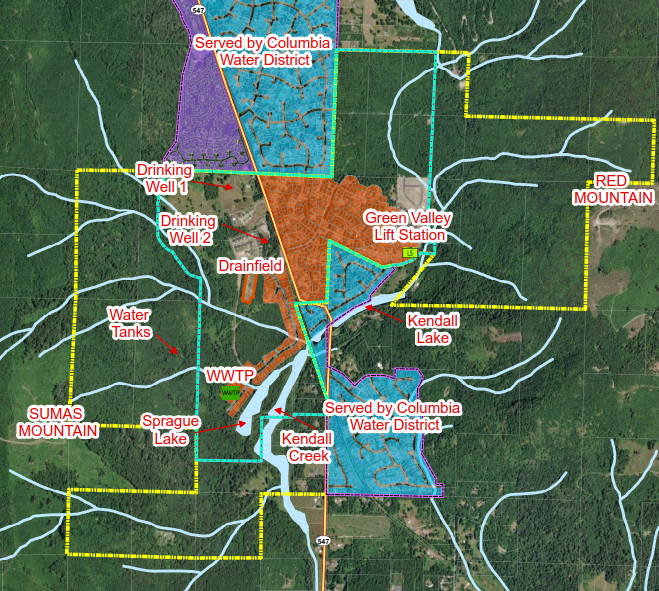 547
Served by Columbia
Water District
Drinking
Well 1
RED
MOUNTAIN
Drinking
Well 2
Green Valley
Lift Station
LS
Drainfield
Water
Tanks
Kendall
Lake
WWTP
WWTP
SUMAS
MOUNTAIN
Sprague
Lake
Served by Columbia
Water District
Kendall
Creek
547